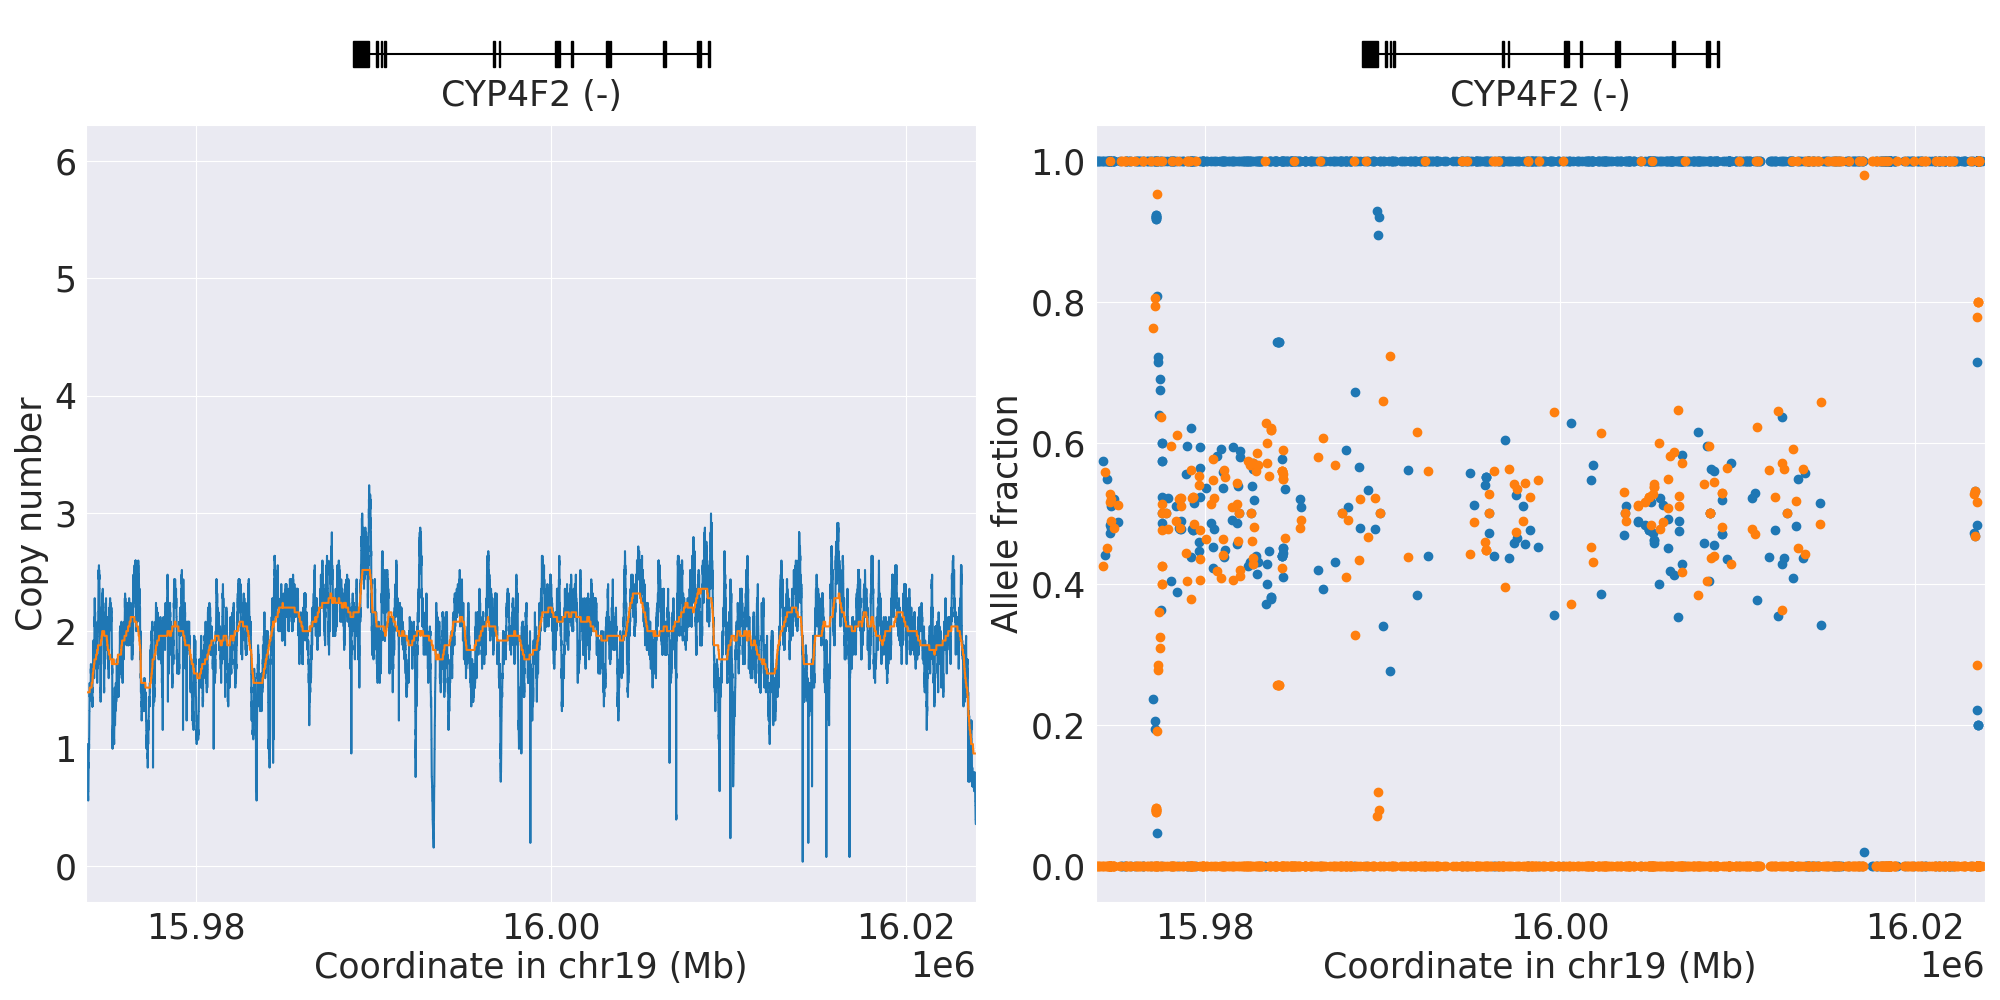 CYP4F2 (-)
Copy number
6
5
4
3
2
1
0
15.98
16.00
16.02
Coordinate in chr19 (Mb)
1e6
CYP4F2 (-)
Allele fraction
1.0
0.8
0.6
0.4
0.2
0.0
15.98
16.00
16.02
Coordinate in chr19 (Mb)
1e6